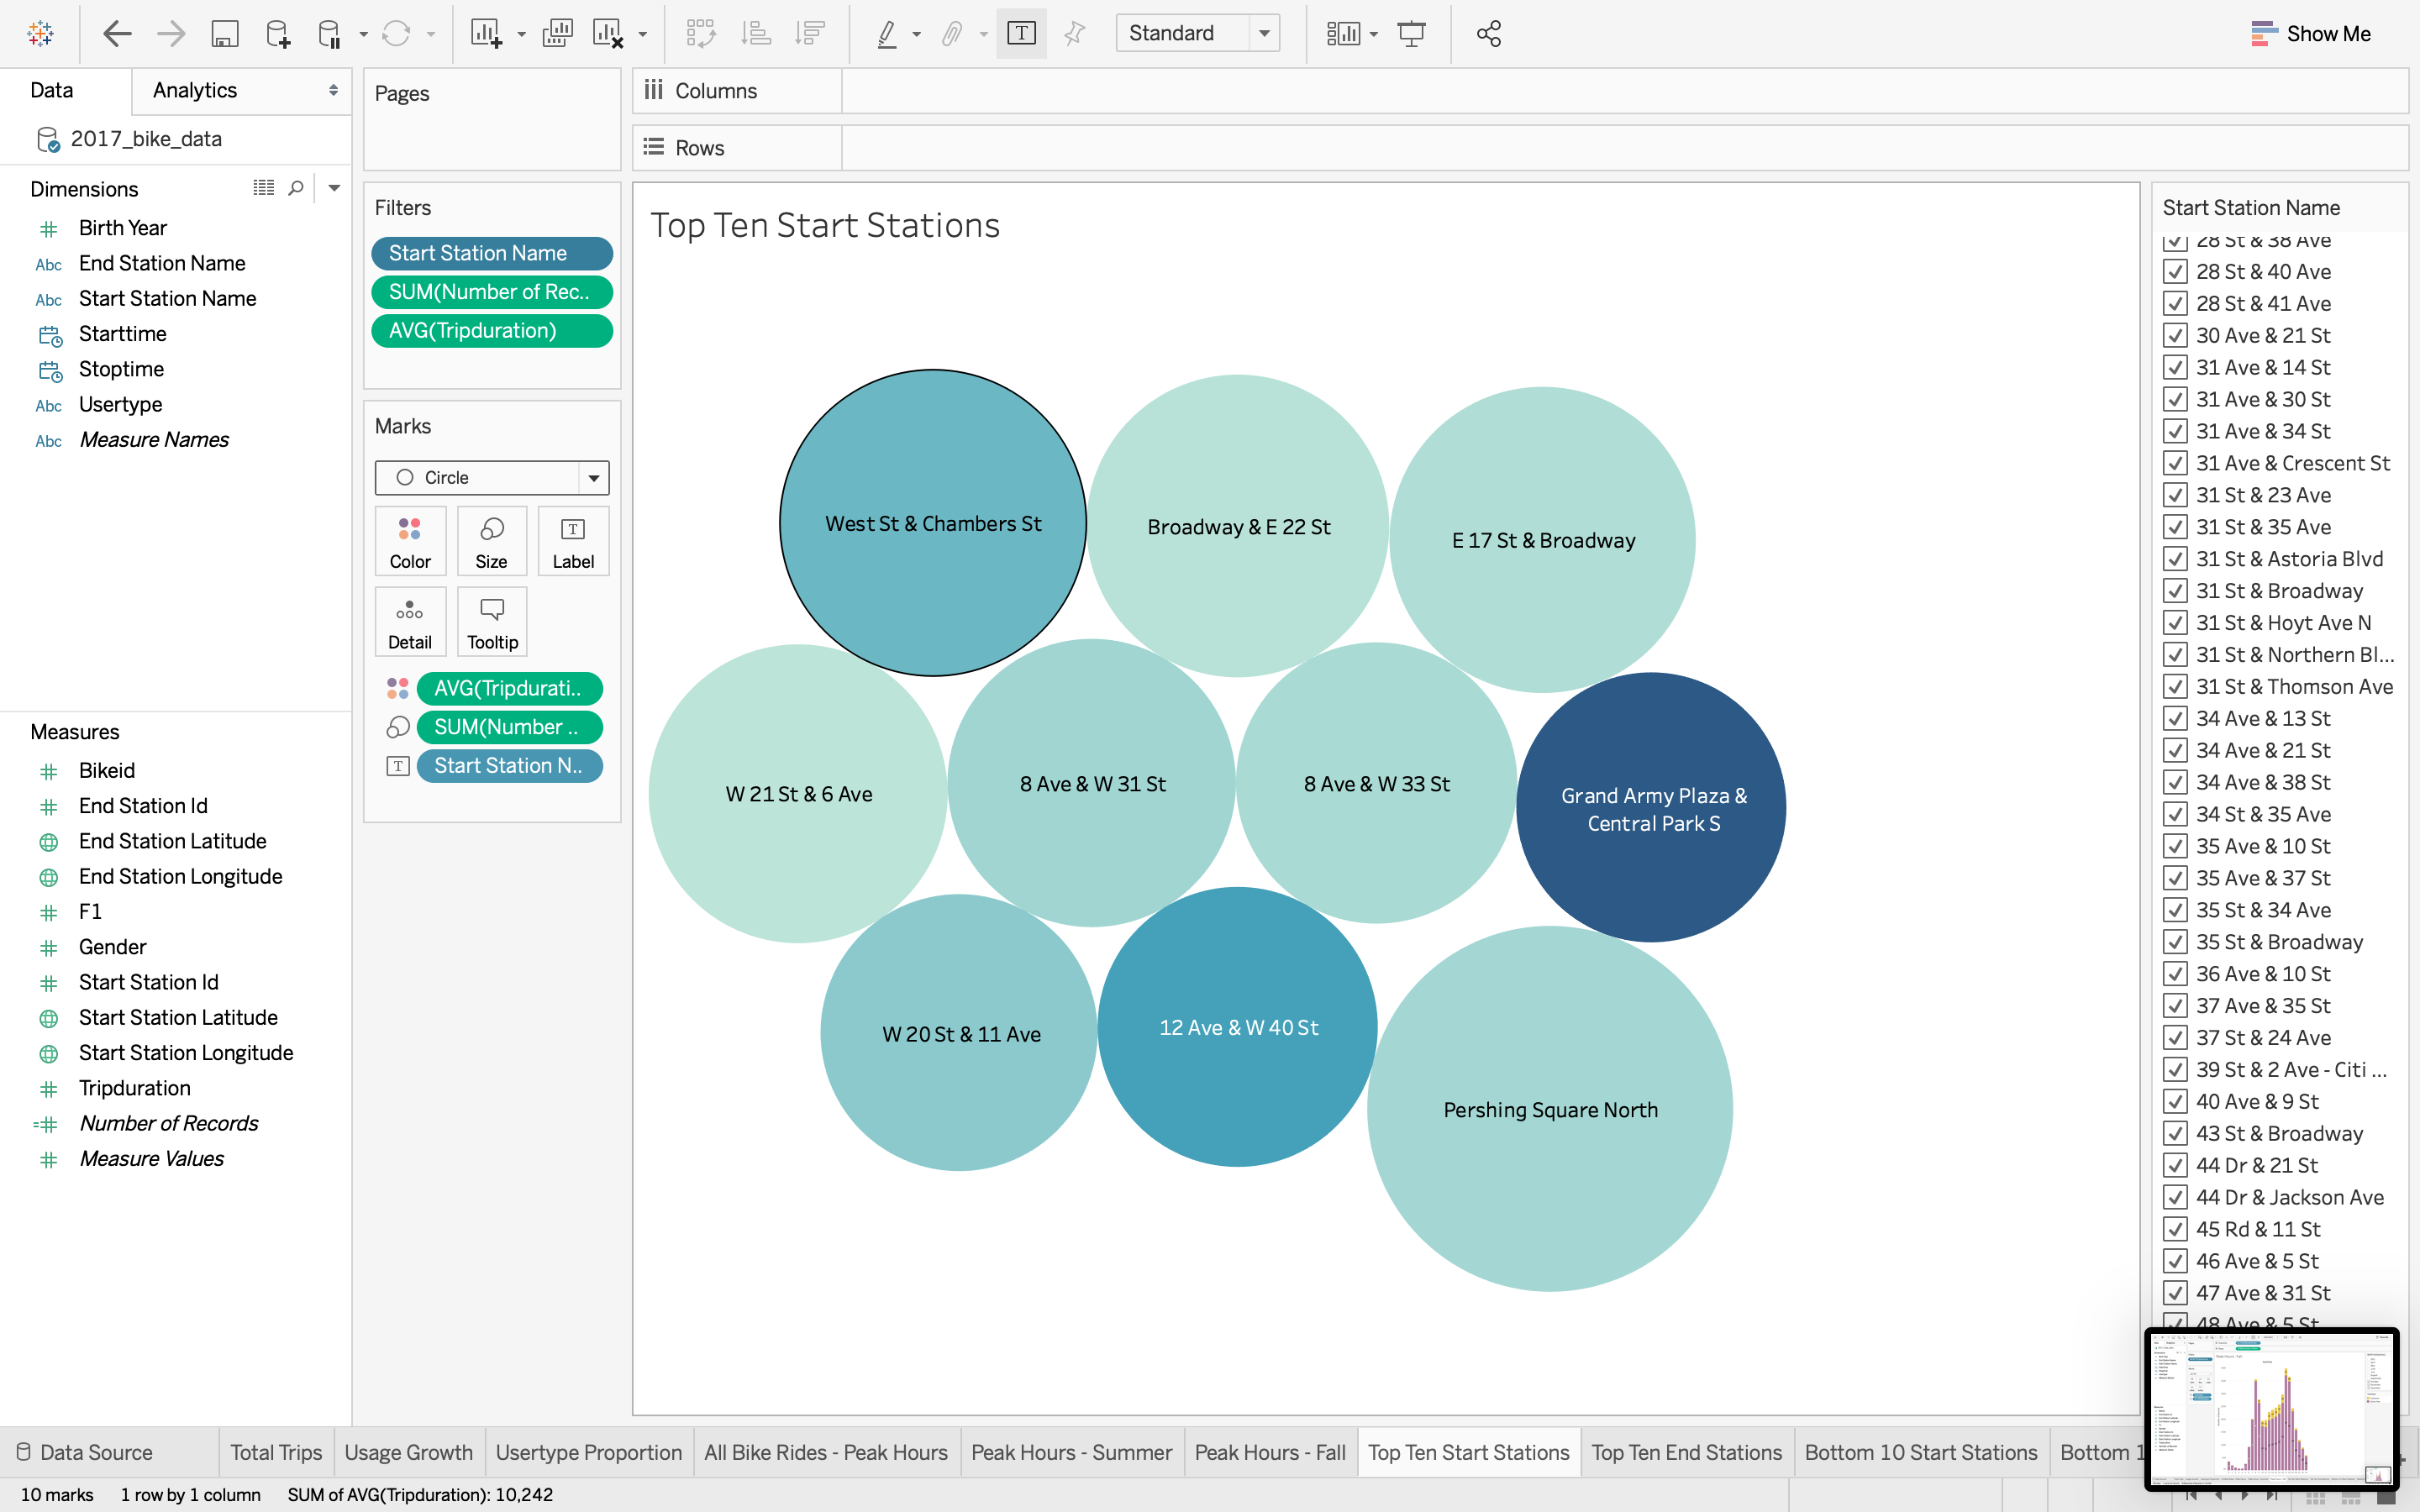 Standard
Show Me
Data
Analytics
2017_bike_data
Dimensions
Birth Year
Abc End Station Name
Abc Start Station Name
Starttime
Stoptime
Abc Usertype
Abc Measure Names
Measures
Bikeid
End Station Id
End Station Latitude
End Station Longitude
F1
Gender
Start Station Id
Start Station Latitude
Start Station Longitude
Tripduration
Number of Records
Measure Values
Pages
Filters
Start Station Name
SUM(Number of Rec..
AVG(Tripduration)
Marks
Circle
Color
Size
Label
Detail
Tooltip
AVG(Tripdurati..
SUM(Number ..
Start Station N..
Columns
Rows
Top Ten Start Stations
West St & Chambers St
Broadway & E 22 St
E 17 St & Broadway
W 21 St & 6 Ave
8 Ave & W 31 St
8 Ave & W 33 St
Grand Army Plaza &
Central Park S
W 20 St & 11 Ave
12 Ave & W 40 St
Pershing Square North
Start Station Name
28 St & 38 Ave
28 St & 40 Ave
28 St & 41 Ave
30 Ave & 21 St
31 Ave & 14 St
31 Ave & 30 St
31 Ave & 34 St
31 Ave & Crescent St
31 St & 23 Ave
31 St & 35 Ave
31 St & Astoria Blvd
31 St & Broadway
31 St & Hoyt Ave N
31 St & Northern Bl...
31 St & Thomson Ave
34 Ave & 13 St
34 Ave & 21 St
34 Ave & 38 St
34 St & 35 Ave
35 Ave & 10 St
35 Ave & 37 St
35 St & 34 Ave
35 St & Broadway
36 Ave & 10 St
37 Ave & 35 St
37 St & 24 Ave
39 St & 2 Ave - Citi ...
40 Ave & 9 St
43 St & Broadway
44 Dr & 21 St
44 Dr & Jackson Ave
45 Rd & 11 St
46 Ave & 5 St
47 Ave & 31 St
48 Ave & 5 St
Data Source
Total Trips
Usage Growth
Usertype Proportion
All Bike Rides - Peak Hours
Peak Hours - Summer
Peak Hours - Fall
Top Ten Start Stations
Top Ten End Stations
Bottom 10 Start Stations
Bottom 1
10 marks
1 row by 1 column
SUM of AVG(Tripduration): 10,242